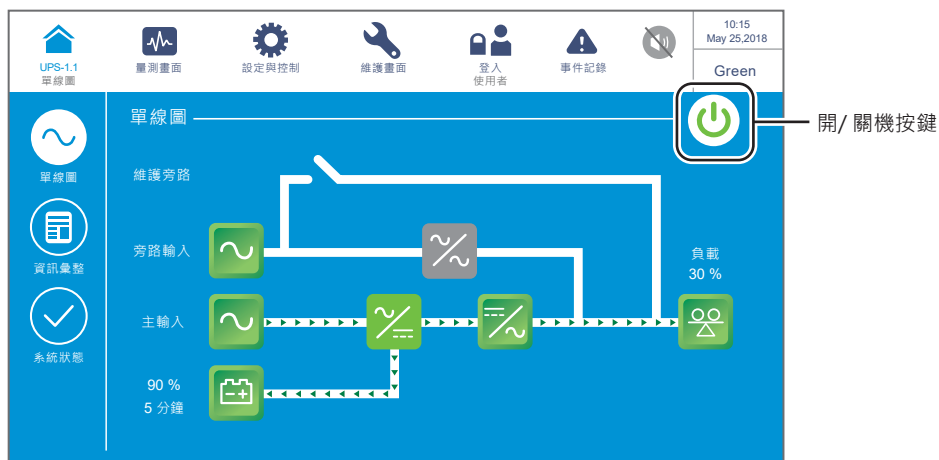 UPS-1.1
單線圖
量測畫面
設定與控制
維護畫面
登入
使用者
事件記錄
10:15
May 25,2018
Green
單線圖
資訊彙整
系統狀態
單線圖
開/ 關機按鍵
維護旁路
旁路輸入
負載
30 %
主輸入
90 %
5 分鐘